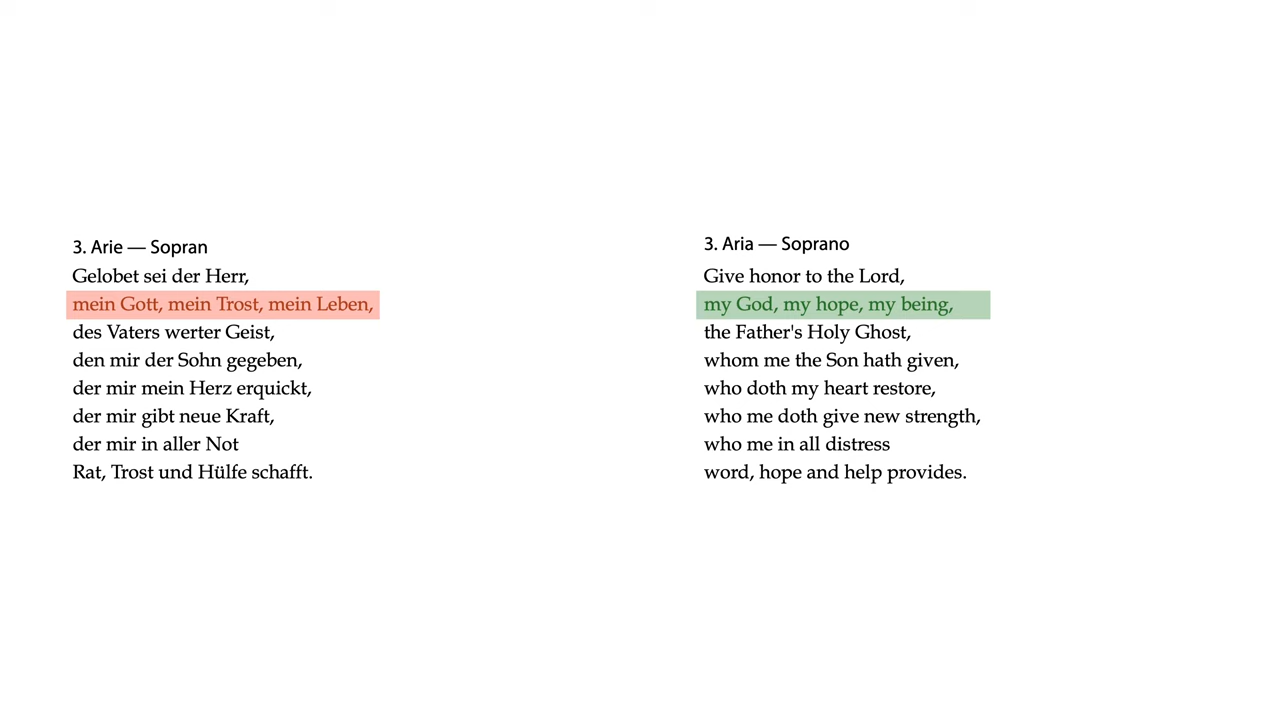 3. Arie — Sopran
Gelobet sei der Herr,
mein Gott, mein Trost, mein Leben,
des Vaters werter Geist,
den mir der Sohn gegeben,
der mir mein Herz erquickt,
der mir gibt neue Kraft,
der mir in aller Not
Rat, Trost und Hülfe schafft.
3. Aria — Soprano
Give honor to the Lord,
my God, my hope, my being,
the Father's Holy Ghost,
whom me the Son hath given,
who doth my heart restore,
who me doth give new strength,
who me in all distress
word, hope and help provides.